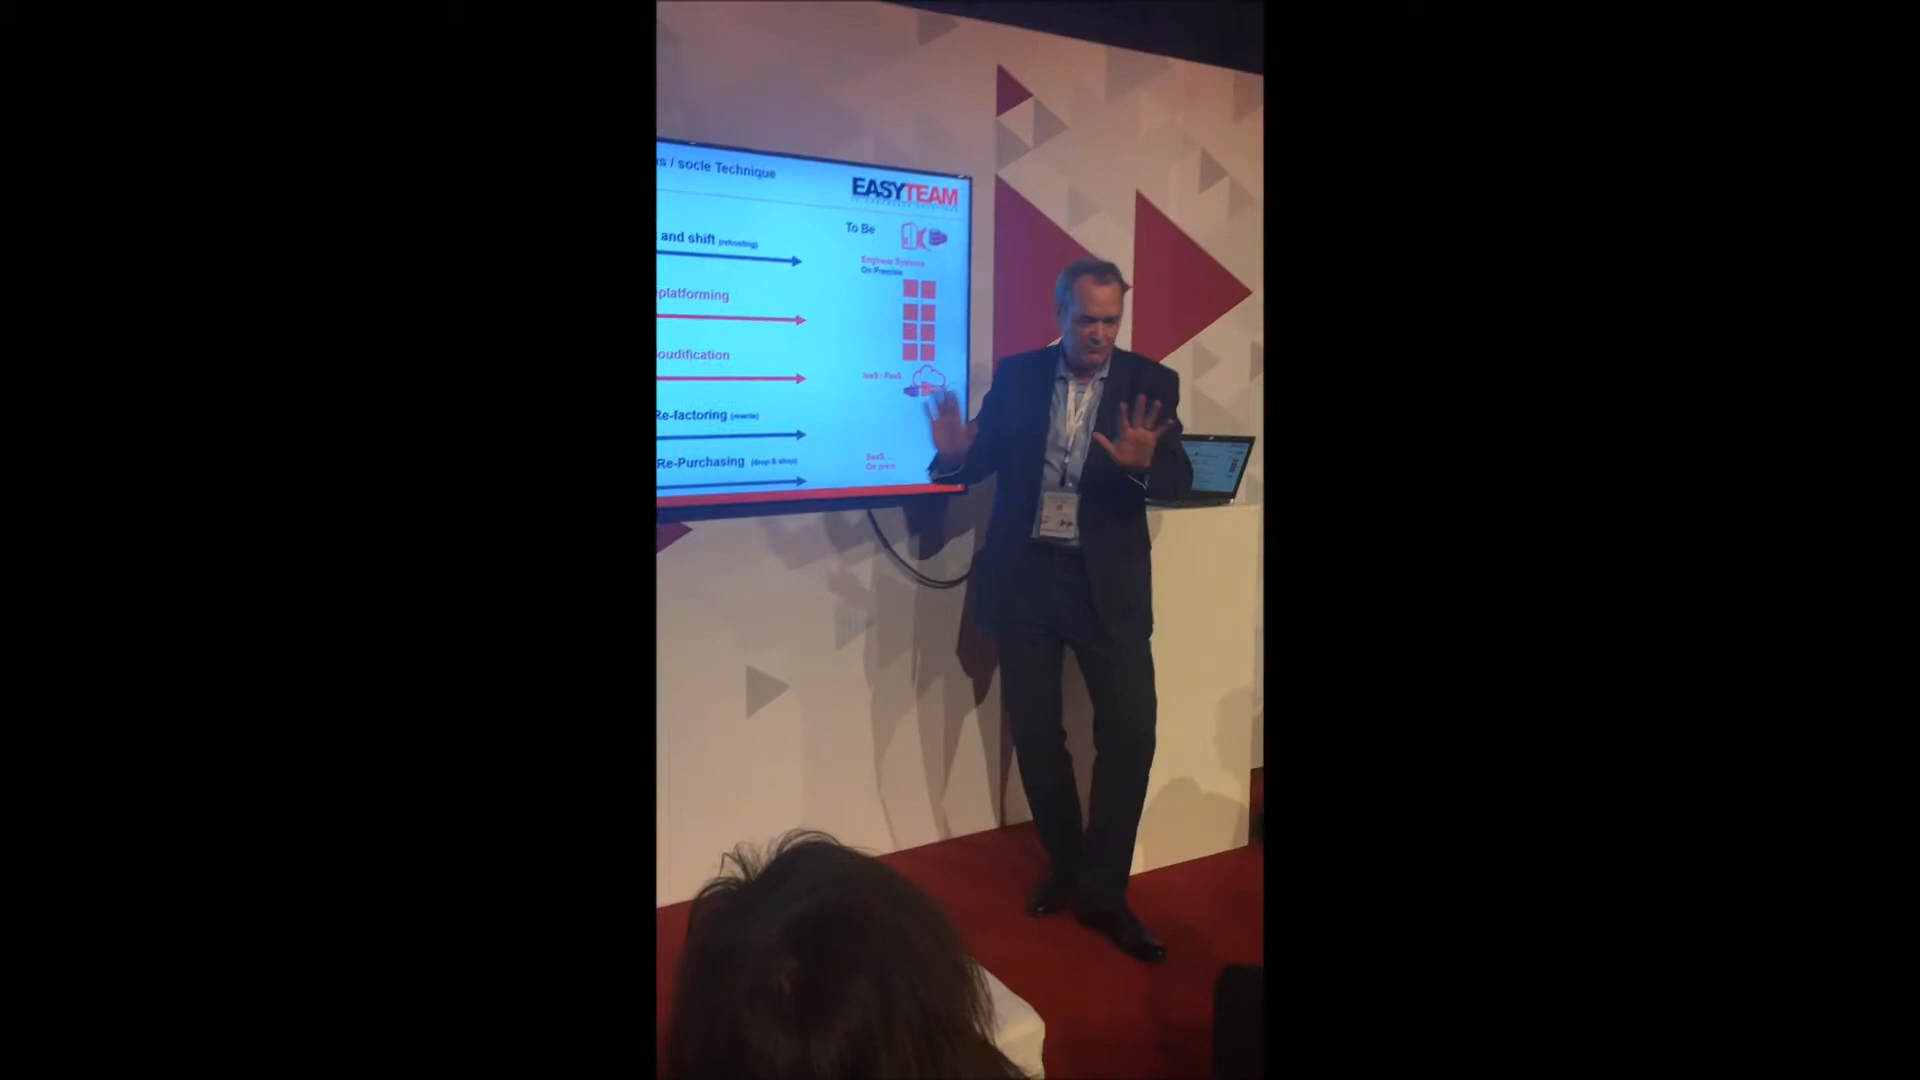 s / socle Technique
EASYTEAM
To Be
and shift (rehosting)
Engineer Systems
On Premise
platforming
oudification
IaaS / PaaS
Re-factoring (rewrite)
Re-Purchasing (drop & shop)
SaaS, ...
On prem